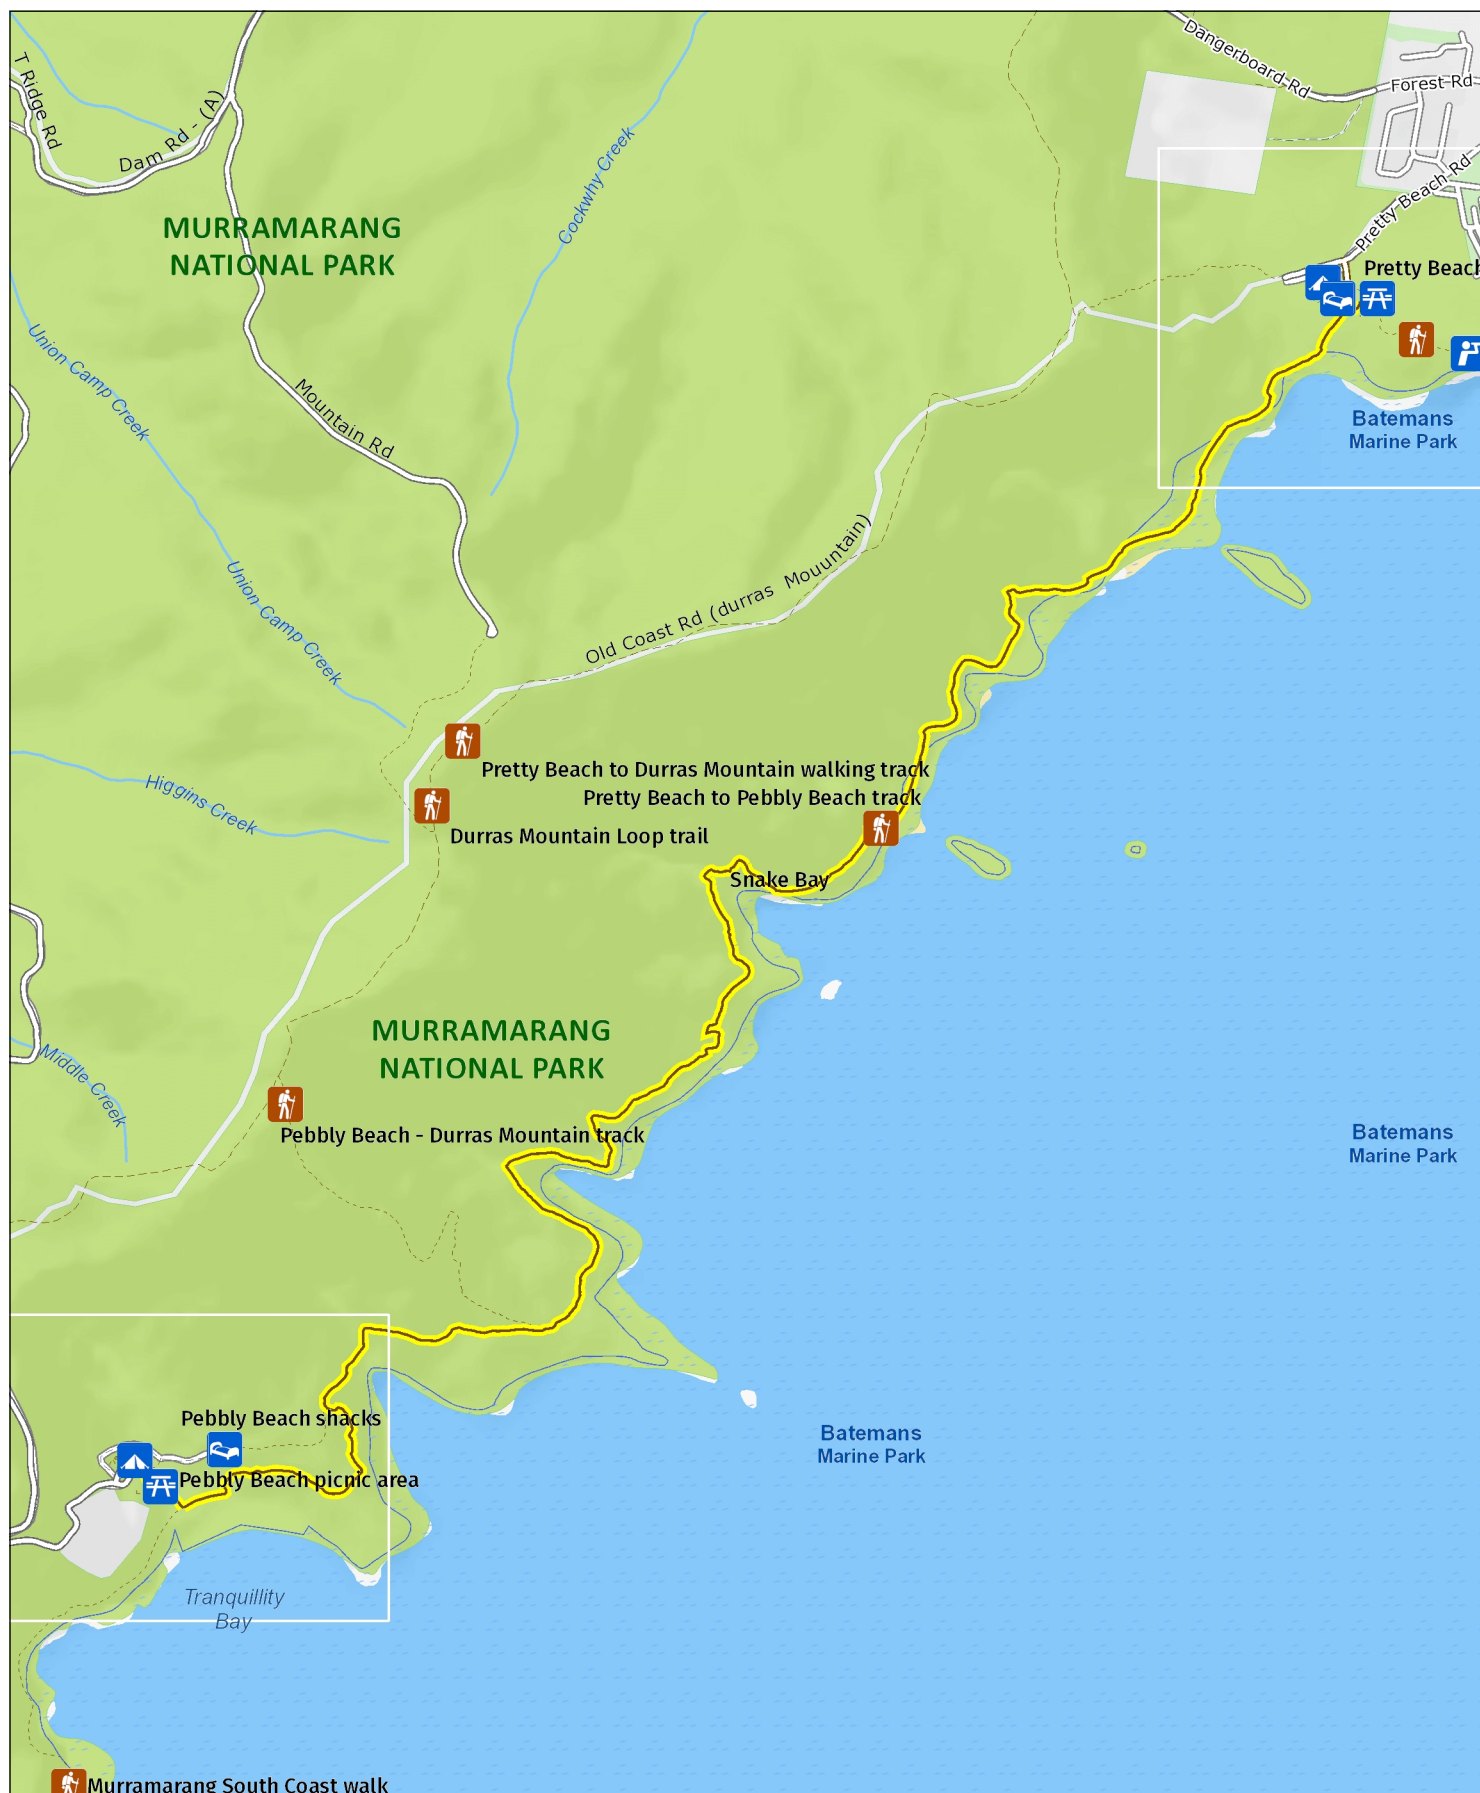 Dangerboard Rd
Forest Rd
T Ridge Rd
Dam Rd - (A)
Cockwhy Creek
Pretty Beach Rd
MURRAMARANG
NATIONAL PARK
Pretty Beach
Union Camp Creek
Mountain Rd
Batemans
Marine Park
Old Coast Rd (durras Mouuntain)
Union Camp Creek
Pretty Beach to Durras Mountain walking track
Pretty Beach to Pebbly Beach track
Higgins Creek
Durras Mountain Loop trail
Snake Bay
MURRAMARANG
NATIONAL PARK
Middle Creek
Pebbly Beach - Durras Mountain track
Batemans
Marine Park
Pebbly Beach shacks
Batemans
Marine Park
Pebbly Beach picnic area
Tranquillity
Bay
Murramarang South Coast walk